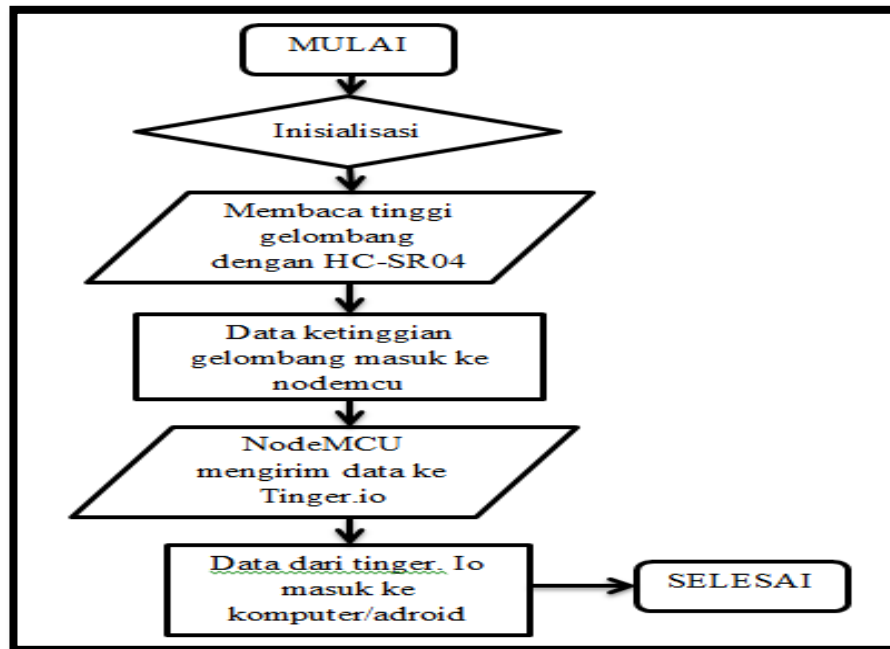 MULAI
Inisialisasi
Membaca tinggi
gelombang
dengan HC-SR04
Data ketinggian
gelombang masuk ke
nodemcu
NodeMCU
mengirim data ke
Tinger.io
Data dari tinger. Io
masuk ke
komputer/adroid
SELESAI